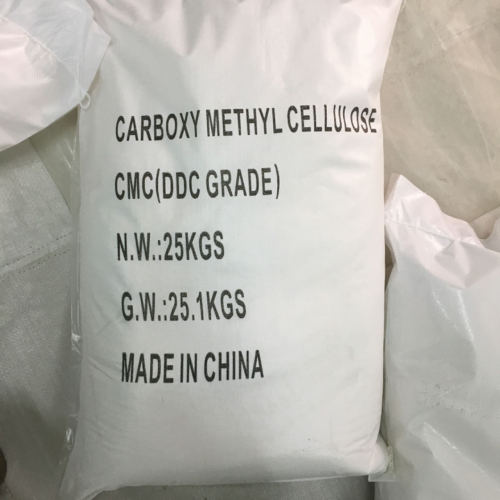 CARBOXY METHYL CELLULOSE
CMC(DDC GRADE)
N.W.:25KGS
G.W.:25.1KGS
MADE IN CHINA